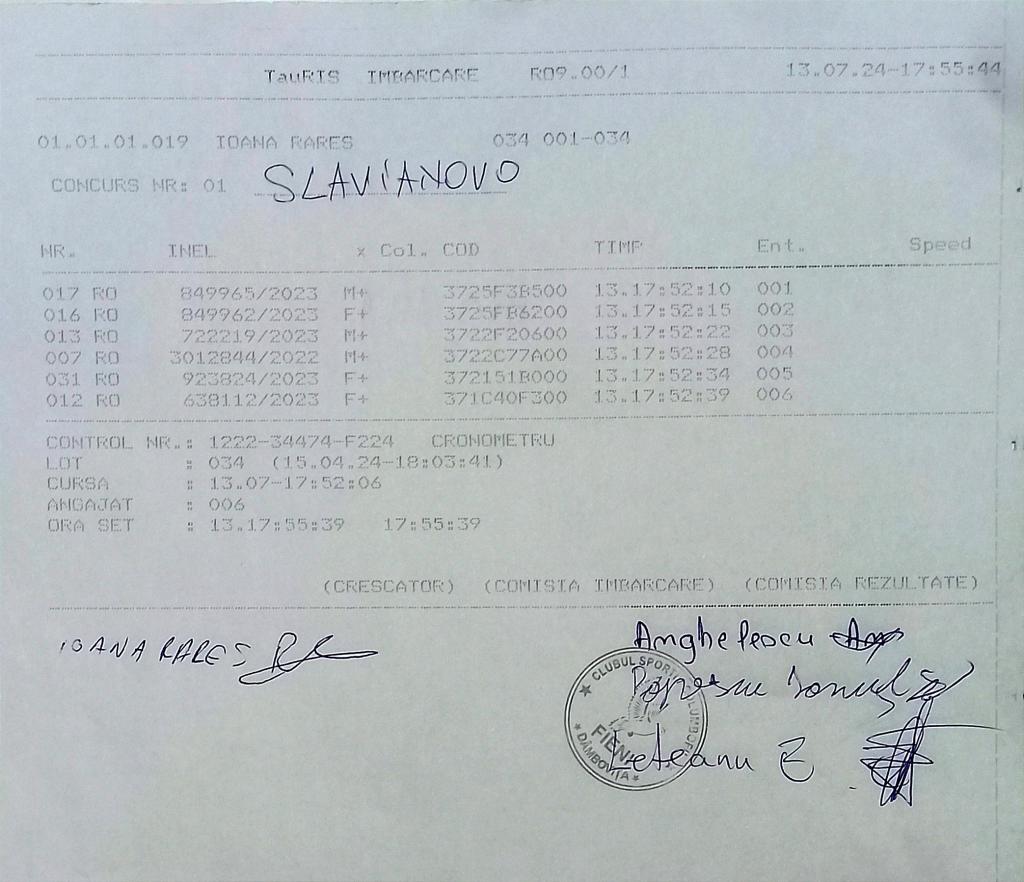 TauRIS IMBARCARE R09.00/1 13.07.24-17:55:44
01.01.01.019 IOANA RARES 034 001-034
CONCURS NR: 01 SLAVIANOVO
NR. INEL x Col. COD TIMP Ent. Speed
017 RO 849965/2023 M+ 3725F3B500 13.17:52:10 001
016 RO 849962/2023 F+ 3725FB6200 13.17:52:15 002
013 RO 722219/2023 M+ 3722F20600 13.17:52:22 003
007 RO 3012844/2022 M+ 3722C77A00 13.17:52:28 004
031 RO 923824/2023 F+ 372151B000 13.17:52:34 005
012 RO 638112/2023 F+ 371C40F300 13.17:52:39 006
CONTROL NR.: 1222-34474-F224 CRONOMETRU
LOT : 034 (15.04.24-18:03:41)
CURSA : 13.07-17:52:06
ANGAJAT : 006
ORA SET : 13.17:55:39 17:55:39
(CRESCATOR) (COMISIA IMBARCARE) (COMISIA REZULTATE)
IOANA RARES
Anghelescu
Popescu Ionuț
Leteanu E
CLUBUL SPORT
FIENI
DAMBOVITA